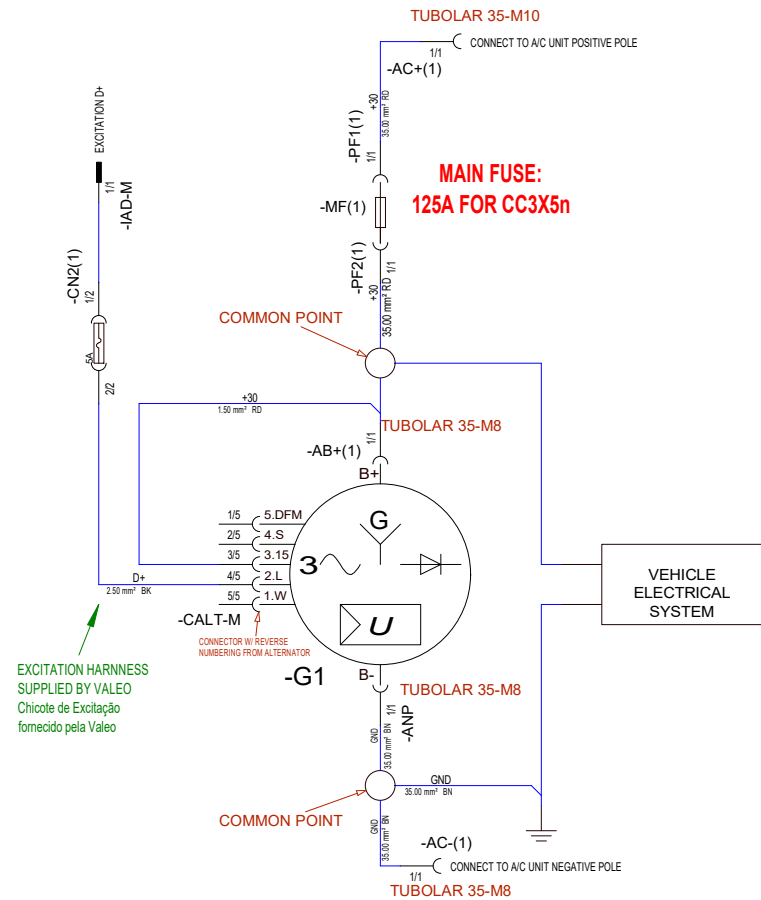 TUBOLAR 35-M10
1/1
CONNECT TO A/C UNIT POSITIVE POLE
-AC+(1)
EXCITATION D+
1/1
-IAD-M
+30
35.00 mm² RD
-PF1(1)
1/1
MAIN FUSE:
125A FOR CC3X5n
-MF(1)
-CN2(1)
1/2
5A
2/2
-PF2(1)
1/1
+30
35.00 mm² RD
COMMON POINT
+30
1.50 mm² RD
TUBOLAR 35-M8
1/1
-AB+(1)
B+
1/5 5.DFM
2/5 4.S
3/5 3.15
4/5 2.L
5/5 1.W
G
3
U
D+
2.50 mm² BK
-CALT-M
CONNECTOR W/ REVERSE
NUMBERING FROM ALTERNATOR
VEHICLE
ELECTRICAL
SYSTEM
EXCITATION HARNNESS
SUPPLIED BY VALEO
Chicote de Excitação
fornecido pela Valeo
-G1
B-
TUBOLAR 35-M8
1/1
-ANP
GND
35.00 mm² BN
GND
35.00 mm² BN
COMMON POINT
GND
35.00 mm² BN
-AC-(1)
1/1
CONNECT TO A/C UNIT NEGATIVE POLE
TUBOLAR 35-M8